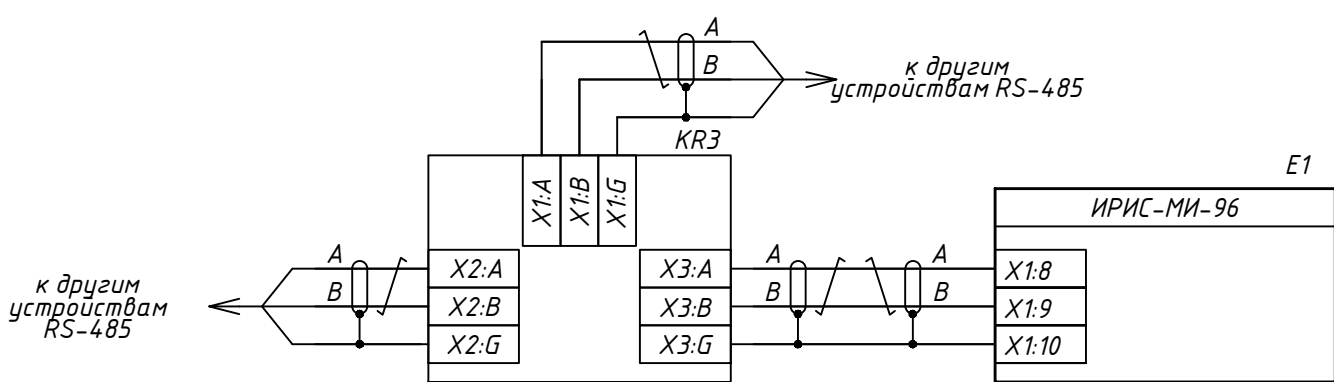 A
B
к другим
устройствам RS-485
KR3
X1:A
X1:B
X1:G
E1
ИРИС-МИ-96
к другим
устройствам
RS-485
A
B
X2:A
X2:B
X2:G
X3:A
X3:B
X3:G
A
B
A
B
X1:8
X1:9
X1:10